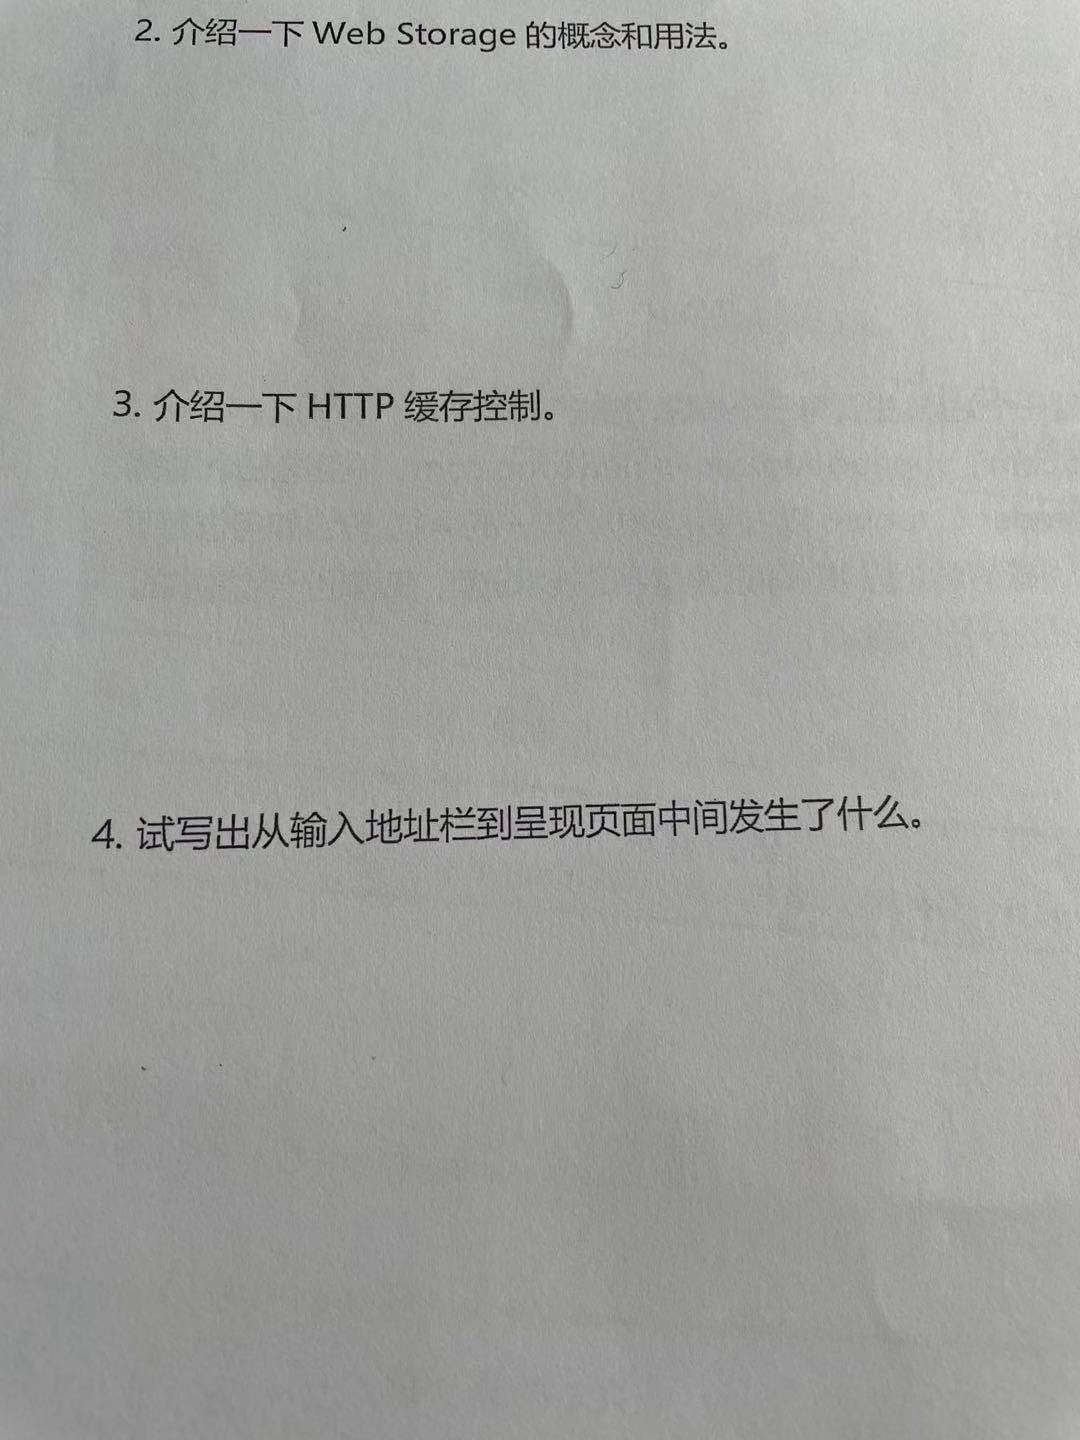 2. 介绍一下 Web Storage 的概念和用法。
3. 介绍一下 HTTP 缓存控制。
4. 试写出从输入地址栏到呈现页面中间发生了什么。